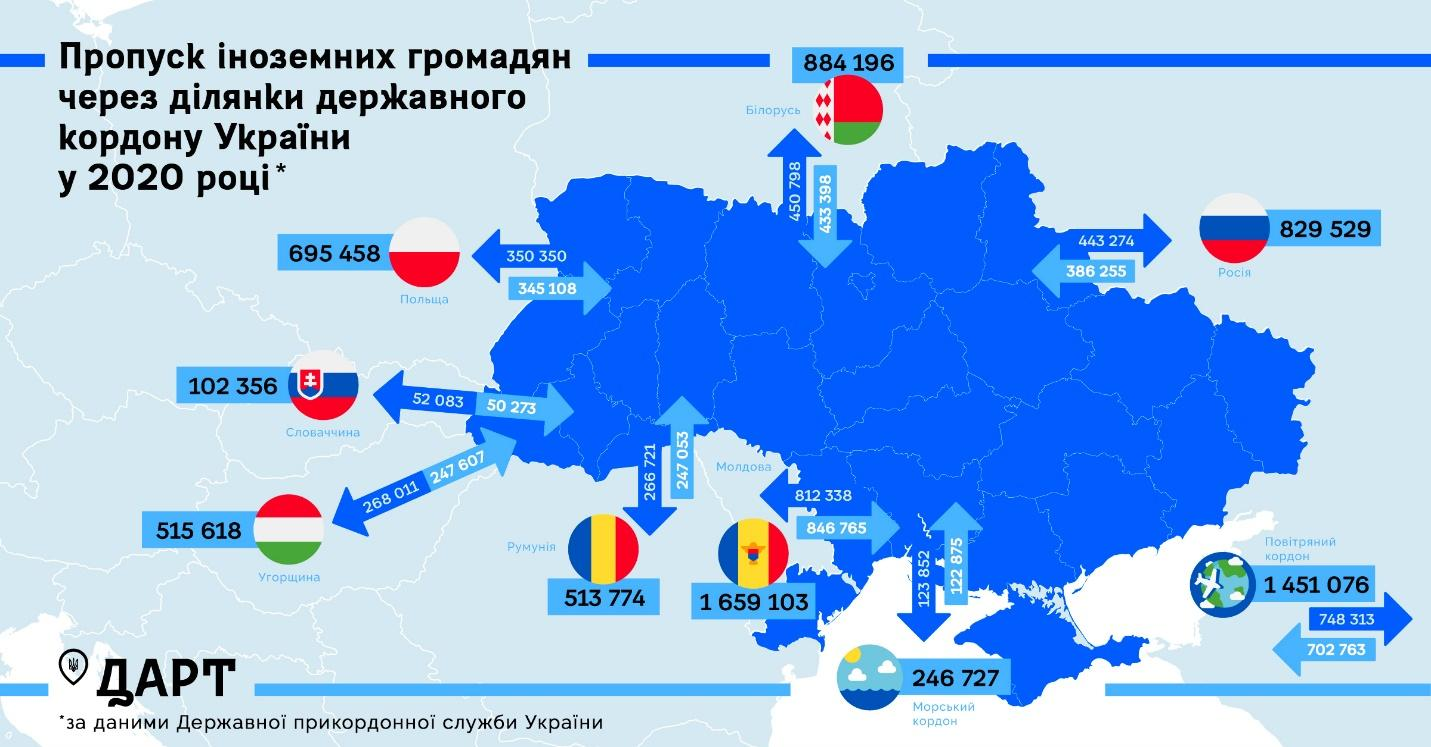 Пропуск іноземних громадян
через ділянки державного
кордону України
у 2020 році*
884 196
Білорусь
450 798
433 398
695 458
Польща
350 350
345 108
443 274
386 255
829 529
Росія
102 356
Словаччина
52 083
50 273
515 618
Угорщина
268 011
247 607
266 721
247 053
Румунія
513 774
Молдова
812 338
846 765
1 659 103
123 852
122 875
246 727
Морський
кордон
Повітряний
кордон
1 451 076
748 313
702 763
ДАРТ
*за даними Державної прикордонної служби України